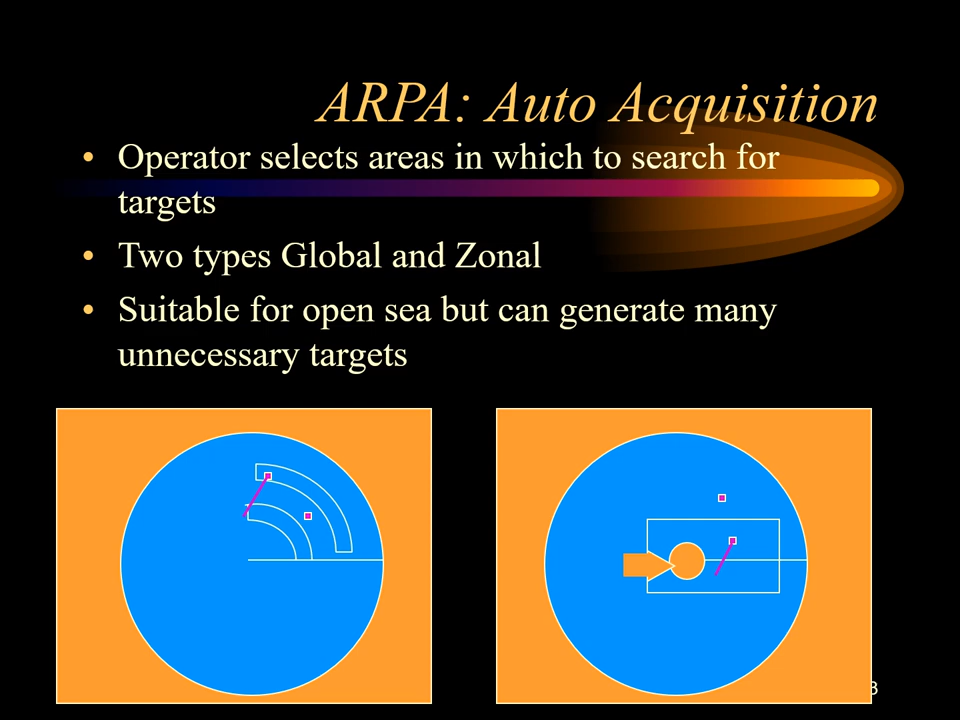 ARPA: Auto Acquisition
• Operator selects areas in which to search for
targets
• Two types Global and Zonal
• Suitable for open sea but can generate many
unnecessary targets